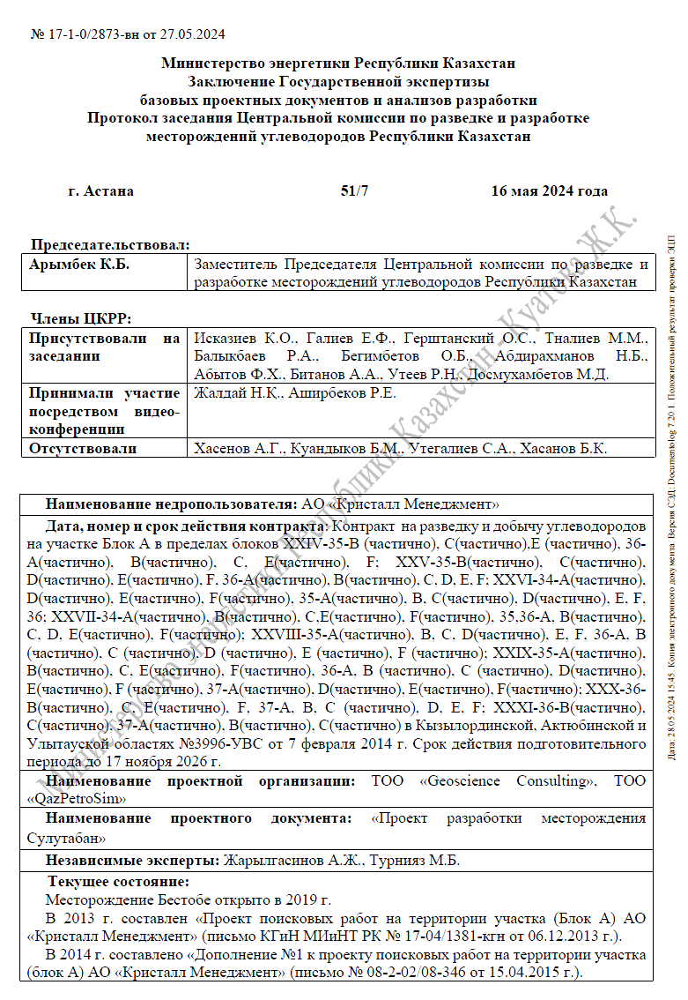 № 17-1-0/2873-вн от 27.05.2024
Министерство энергетики Республики Казахстан
Заключение Государственной экспертизы
базовых проектных документов и анализов разработки
Протокол заседания Центральной комиссии по разведке и разработке
месторождений углеводородов Республики Казахстан
г. Астана 51/7 16 мая 2024 года
Председательствовал:
Арымбек К.Б. Заместитель Председателя Центральной комиссии по разведке и
разработке месторождений углеводородов Республики Казахстан
Члены ЦКРР:
Присутствовали на Исказиев К.О., Галиев Е.Ф., Герштанский О.С., Тналиев М.М.,
заседании Балыкбаев Р.А., Бегимбетов О.Б., Абдирахманов Н.Б.,
Абытов Ф.Х., Битанов А.А., Утеев Р.Н., Досмухамбетов М.Д.
Принимали участие Жалдай Н.Қ., Аширбеков Р.Е.
посредством видео-
конференции
Отсутствовали Хасенов А.Г., Куандыков Б.М., Утегалиев С.А., Хасанов Б.К.
Наименование недропользователя: АО «Кристалл Менеджмент»
Дата, номер и срок действия контракта: Контракт на разведку и добычу углеводородов
на участке Блок А в пределах блоков XXIV-35-В (частично), С(частично),Е (частично), 36-
А(частично), В(частично), С, Е(частично), F; XXV-35-В(частично), С(частично),
D(частично), Е(частично), F, 36-А(частично), В(частично), С, D, Е, F; XXVI-34-А(частично),
D(частично), Е(частично), F(частично), 35-А(частично), В, С(частично), D(частично), Е, F,
36; XXVII-34-А(частично), В(частично), С,Е(частично), F(частично), 35,36-А, В(частично),
С, D, Е(частично), F(частично); XXVIII-35-А(частично), В, С, D(частично), Е, F, 36-А, В
(частично), С (частично), D (частично), Е (частично), F (частично); XXIX-35-А(частично),
В(частично), С, Е(частично), F(частично), 36-А, В (частично), С (частично), D(частично),
Е(частично), F (частично), 37-А(частично), D(частично), Е(частично), F(частично); XXX-36-
В(частично), С, Е(частично), F, 37-А, В, С (частично), D, Е, F; XXXI-36-В(частично),
С(частично), 37-А(частично), В(частично), С(частично) в Кызылординской, Актюбинской и
Улытауской областях №3996-УВС от 7 февраля 2014 г. Срок действия подготовительного
периода до 17 ноября 2026 г.
Наименование проектной организации: ТОО «Geoscience Consulting», ТОО
«QazPetroSim»
Наименование проектного документа: «Проект разработки месторождения
Сулутабан»
Независимые эксперты: Жарылгасинов А.Ж., Турнияз М.Б.
Текущее состояние:
Месторождение Бестобе открыто в 2019 г.
В 2013 г. составлен «Проект поисковых работ на территории участка (Блок А) АО
«Кристалл Менеджмент» (письмо КГиН МИиНТ РК № 17-04/1381-кгн от 06.12.2013 г.).
В 2014 г. составлено «Дополнение №1 к проекту поисковых работ на территории участка
(блок А) АО «Кристалл Менеджмент» (письмо № 08-2-02/08-346 от 15.04.2015 г.).
Министерство энергетики Республики Казахстан - Куатова Ж.К.
Дата: 28.05.2024 15:45. Копия электронного документа. Версия СЭД: Documentolog 7.20.1. Положительный результат проверки ЭЦП